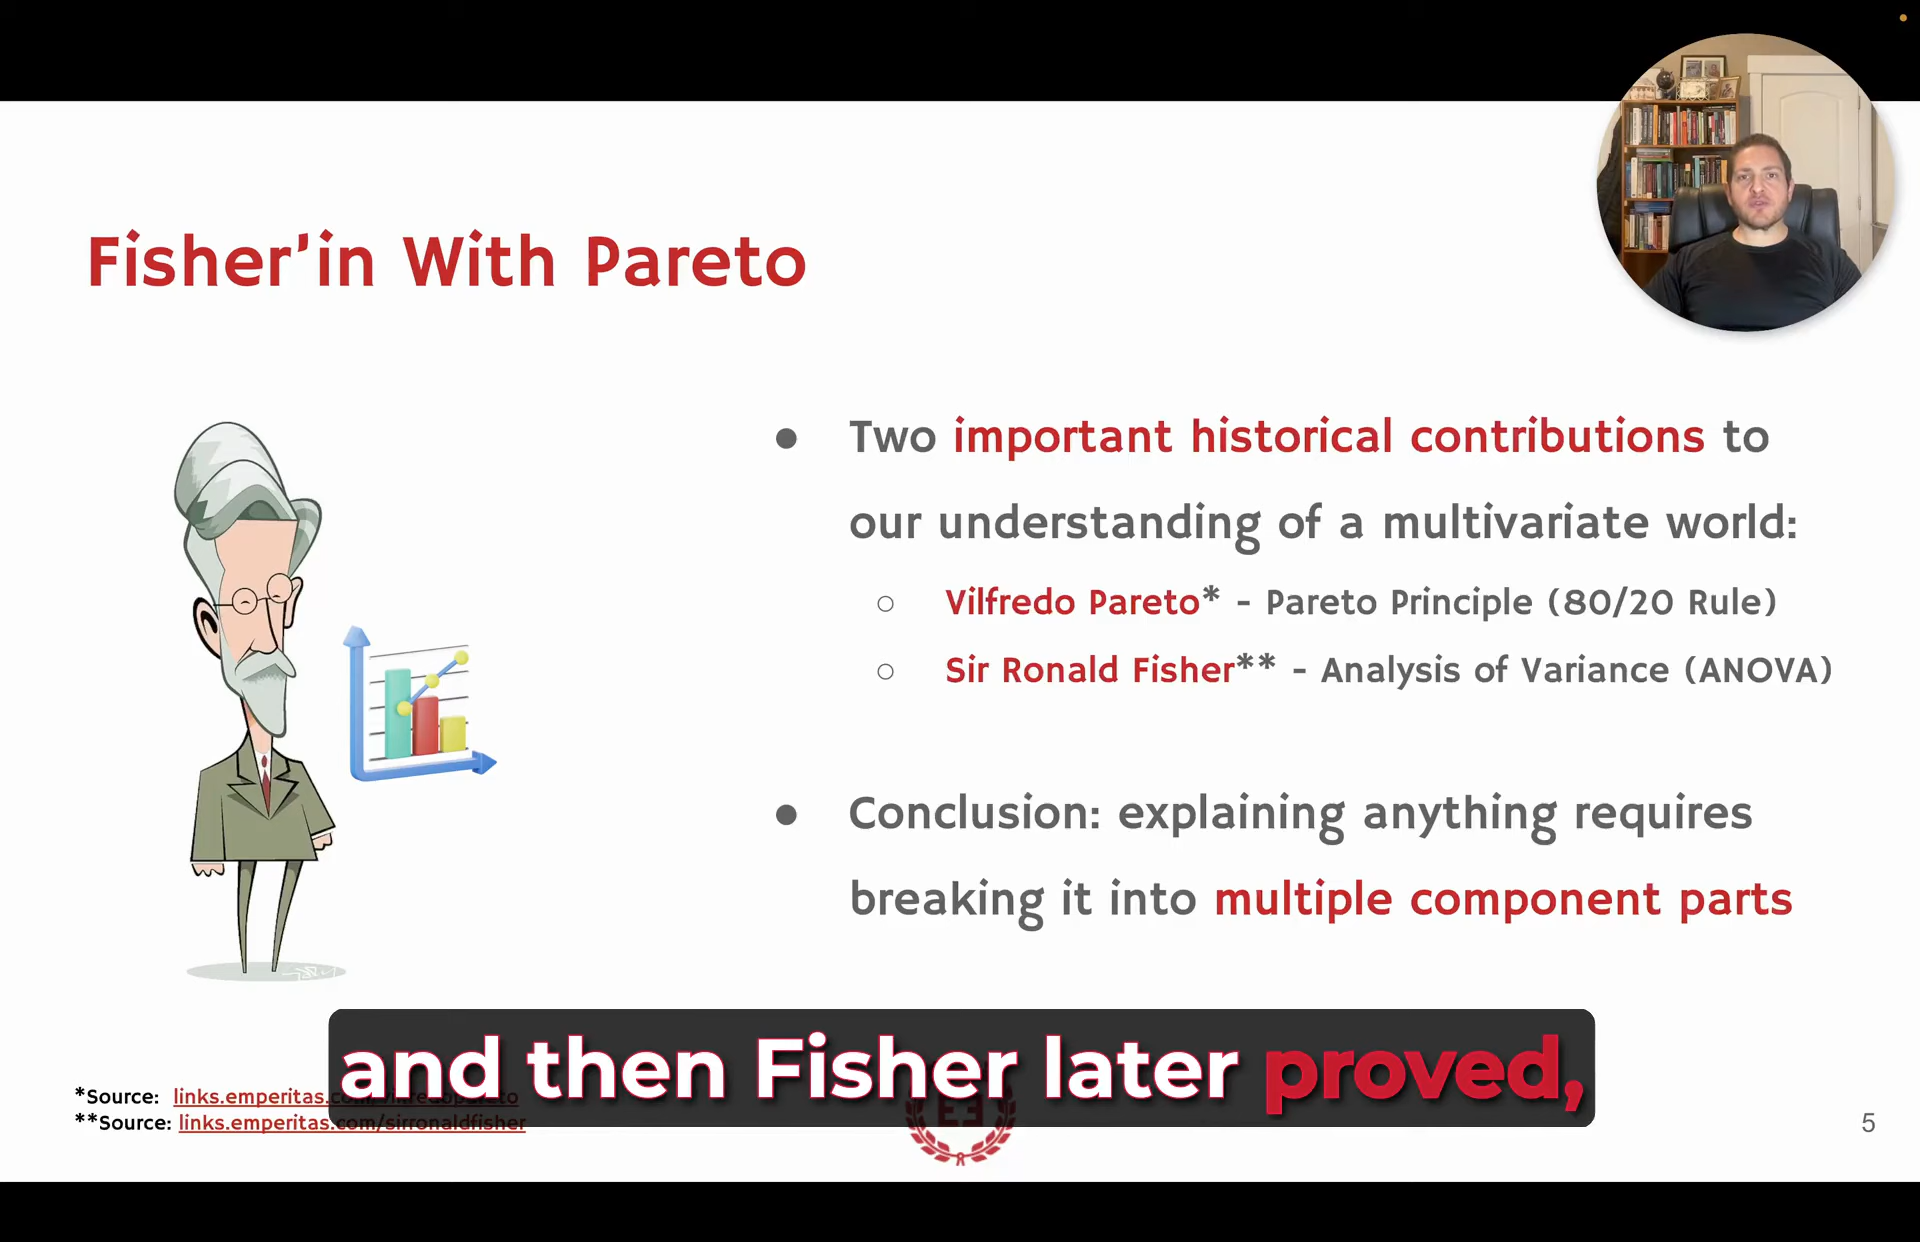 Fisher’in With Pareto
● Two important historical contributions to
our understanding of a multivariate world:
○ Vilfredo Pareto* - Pareto Principle (80/20 Rule)
○ Sir Ronald Fisher** - Analysis of Variance (ANOVA)
● Conclusion: explaining anything requires
breaking it into multiple component parts
and then Fisher later proved,
*Source: links.emperitas.com/vilfredopareto
**Source: links.emperitas.com/sirronaldfisher
5